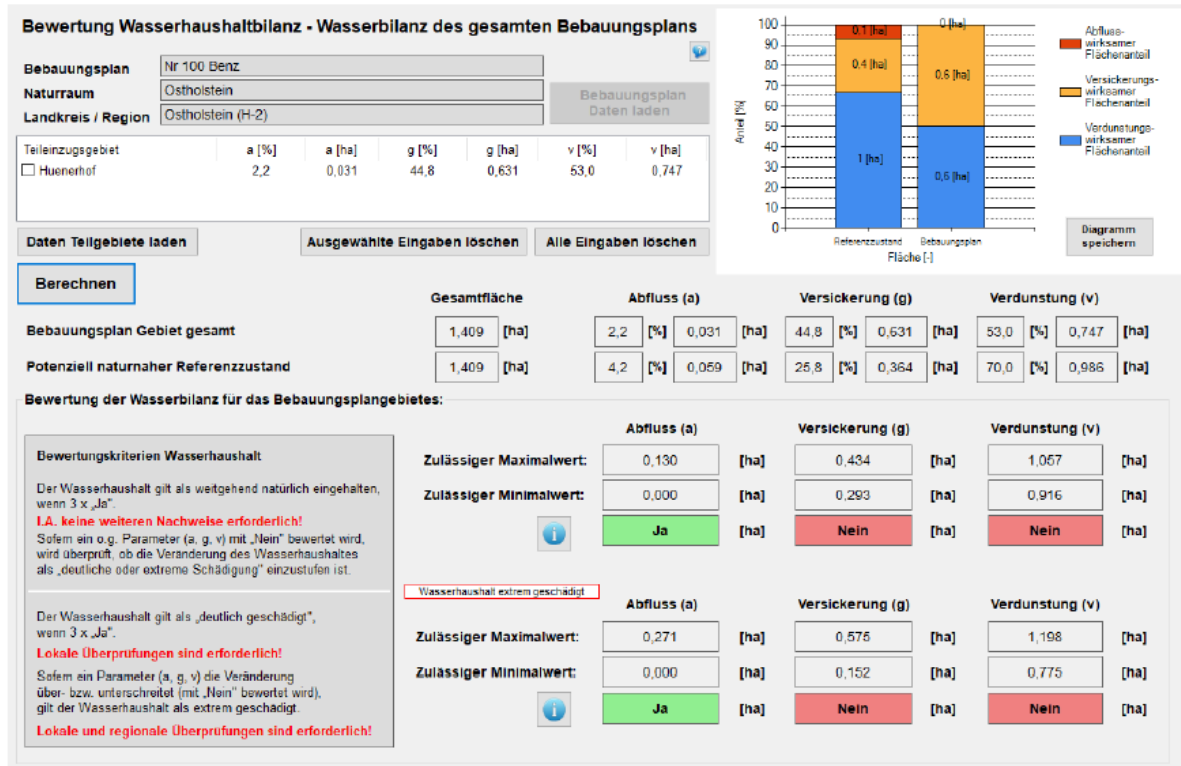 Bewertung Wasserhaushaltbilanz - Wasserbilanz des gesamten Bebauungsplans
Bebauungsplan Nr 100 Benz
Naturraum Ostholstein
Landkreis / Region Ostholstein (H-2)
Bebauungsplan
Daten laden
Teileinzugsgebiet a [%] a [ha] g [%] g [ha] v [%] v [ha]
Huenerhof 2,2 0,031 44,8 0,631 53,0 0,747
Daten Teilgebiete laden Ausgewählte Eingaben löschen Alle Eingaben löschen
Anteil [%]
100
90
80
70
60
50
40
30
20
10
0
0,1 [ha]
0,4 [ha]
1 [ha]
0 [ha]
0,6 [ha]
0,6 [ha]
Referenzzustand Bebauungsplan
Fläche [-]
Abfluss-
wirksamer
Flächenanteil
Versickerungs-
wirksamer
Flächenanteil
Verdunstungs-
wirksamer
Flächenanteil
Diagramm
speichern
Berechnen
Gesamtfläche Abfluss (a) Versickerung (g) Verdunstung (v)
Bebauungsplan Gebiet gesamt 1,409 [ha] 2,2 [%] 0,031 [ha] 44,8 [%] 0,631 [ha] 53,0 [%] 0,747 [ha]
Potenziell naturnaher Referenzzustand 1,409 [ha] 4,2 [%] 0,059 [ha] 25,8 [%] 0,364 [ha] 70,0 [%] 0,986 [ha]
Bewertung der Wasserbilanz für das Bebauungsplangebietes:
Bewertungskriterien Wasserhaushalt
Der Wasserhaushalt gilt als weitgehend natürlich eingehalten,
wenn 3 x „Ja".
I.A. keine weiteren Nachweise erforderlich!
Sofern ein o.g. Parameter (a, g, v) mit „Nein" bewertet wird,
wird überprüft, ob die Veränderung des Wasserhaushaltes
als „deutliche oder extreme Schädigung" einzustufen ist.
Der Wasserhaushalt gilt als „deutlich geschädigt",
wenn 3 x „Ja".
Lokale Überprüfungen sind erforderlich!
Sofern ein Parameter (a, g, v) die Veränderung
über- bzw. unterschreitet (mit „Nein" bewertet wird),
gilt der Wasserhaushalt als extrem geschädigt.
Lokale und regionale Überprüfungen sind erforderlich!
Abfluss (a) Versickerung (g) Verdunstung (v)
Zulässiger Maximalwert: 0,130 [ha] 0,434 [ha] 1,057 [ha]
Zulässiger Minimalwert: 0,000 [ha] 0,293 [ha] 0,916 [ha]
Ja [ha] Nein [ha] Nein [ha]
Wasserhaushalt extrem geschädigt
Abfluss (a) Versickerung (g) Verdunstung (v)
Zulässiger Maximalwert: 0,271 [ha] 0,575 [ha] 1,198 [ha]
Zulässiger Minimalwert: 0,000 [ha] 0,152 [ha] 0,775 [ha]
Ja [ha] Nein [ha] Nein [ha]